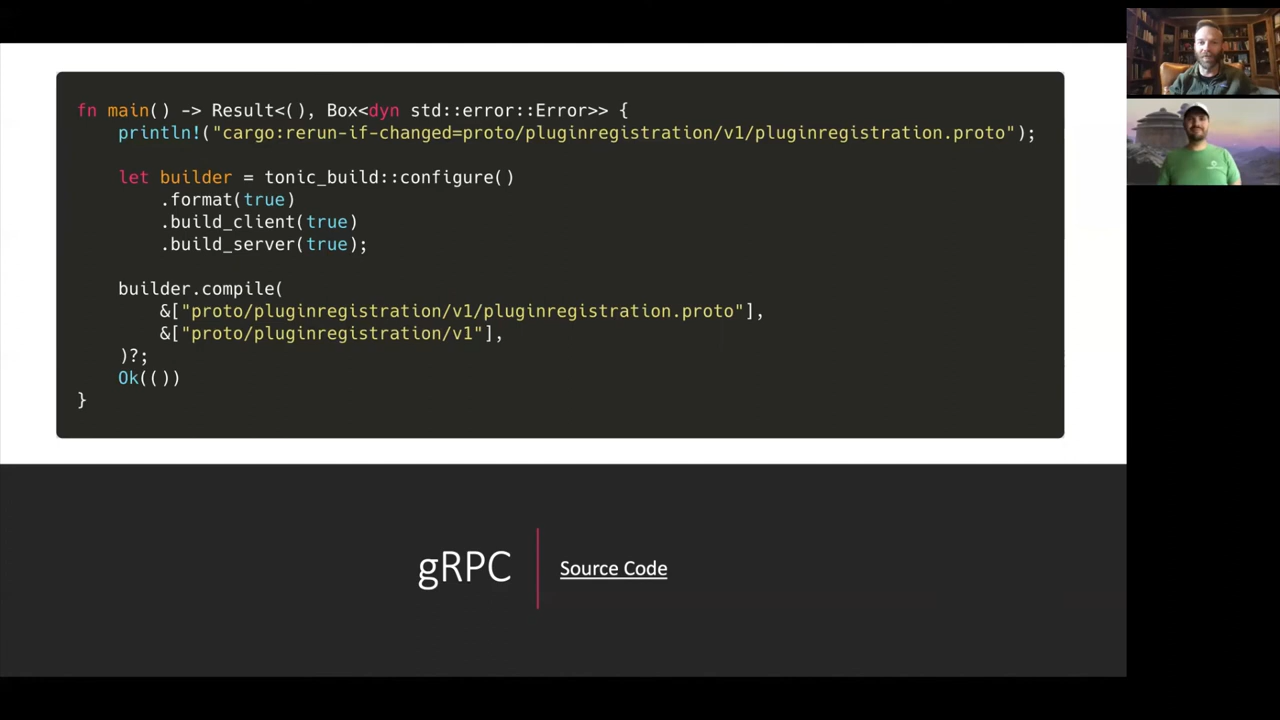 fn main() -> Result<(), Box<dyn std::error::Error>> {
    println!("cargo:rerun-if-changed=proto/pluginregistration/v1/pluginregistration.proto");
    let builder = tonic_build::configure()
        .format(true)
        .build_client(true)
        .build_server(true);
    builder.compile(
        &["proto/pluginregistration/v1/pluginregistration.proto"],
        &["proto/pluginregistration/v1"],
    )?;
    Ok(())
}
gRPC
Source Code